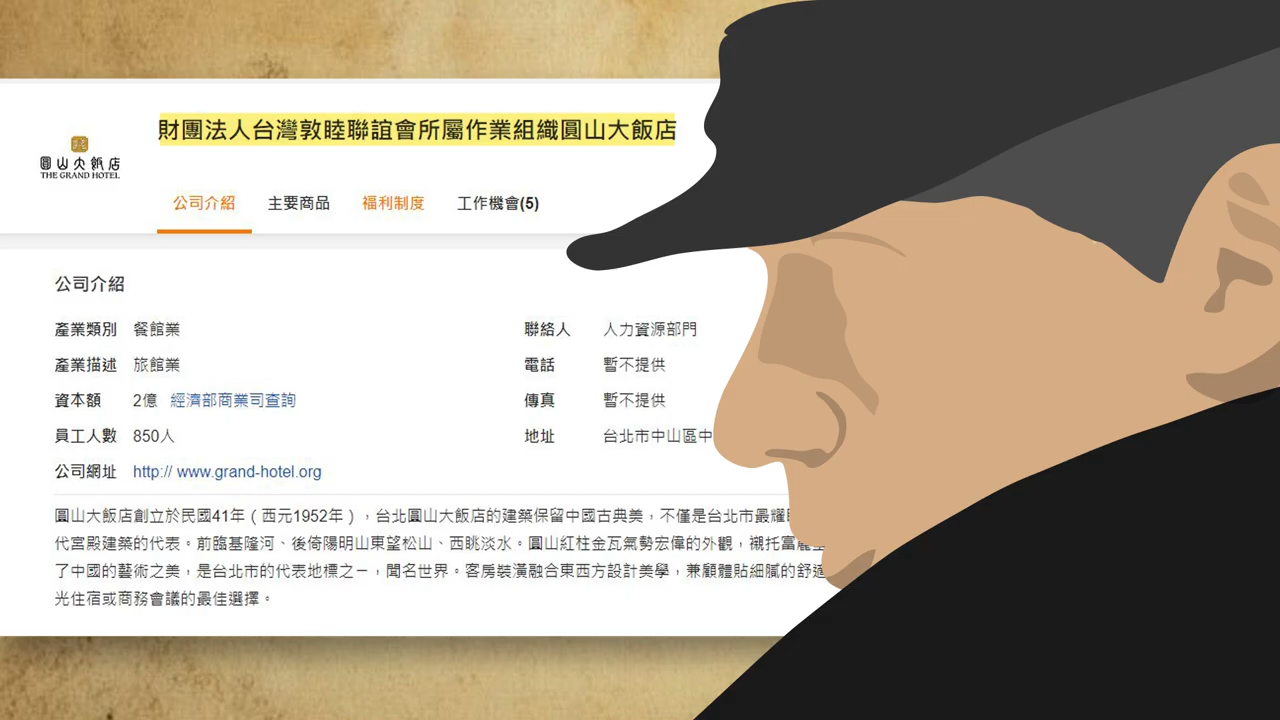 財團法人台灣敦睦聯誼會所屬作業組織圓山大飯店
圓山大飯店
THE GRAND HOTEL
公司介紹 主要商品 福利制度 工作機會(5)
公司介紹
產業類別 餐館業 聯絡人 人力資源部門
產業描述 旅館業 電話 暫不提供
資本額 2億 經濟部商業司查詢 傳真 暫不提供
員工人數 850人 地址 台北市中山區中
公司網址 http:// www.grand-hotel.org
圓山大飯店創立於民國41年（西元1952年），台北圓山大飯店的建築保留中國古典美，不僅是台北市最耀
代宮殿建築的代表。前臨基隆河、後倚陽明山東望松山、西眺淡水。圓山紅柱金瓦氣勢宏偉的外觀，襯托富麗
了中國的藝術之美，是台北市的代表地標之一，聞名世界。客房裝潢融合東西方設計美學，兼顧體貼細膩的舒適
光住宿或商務會議的最佳選擇。